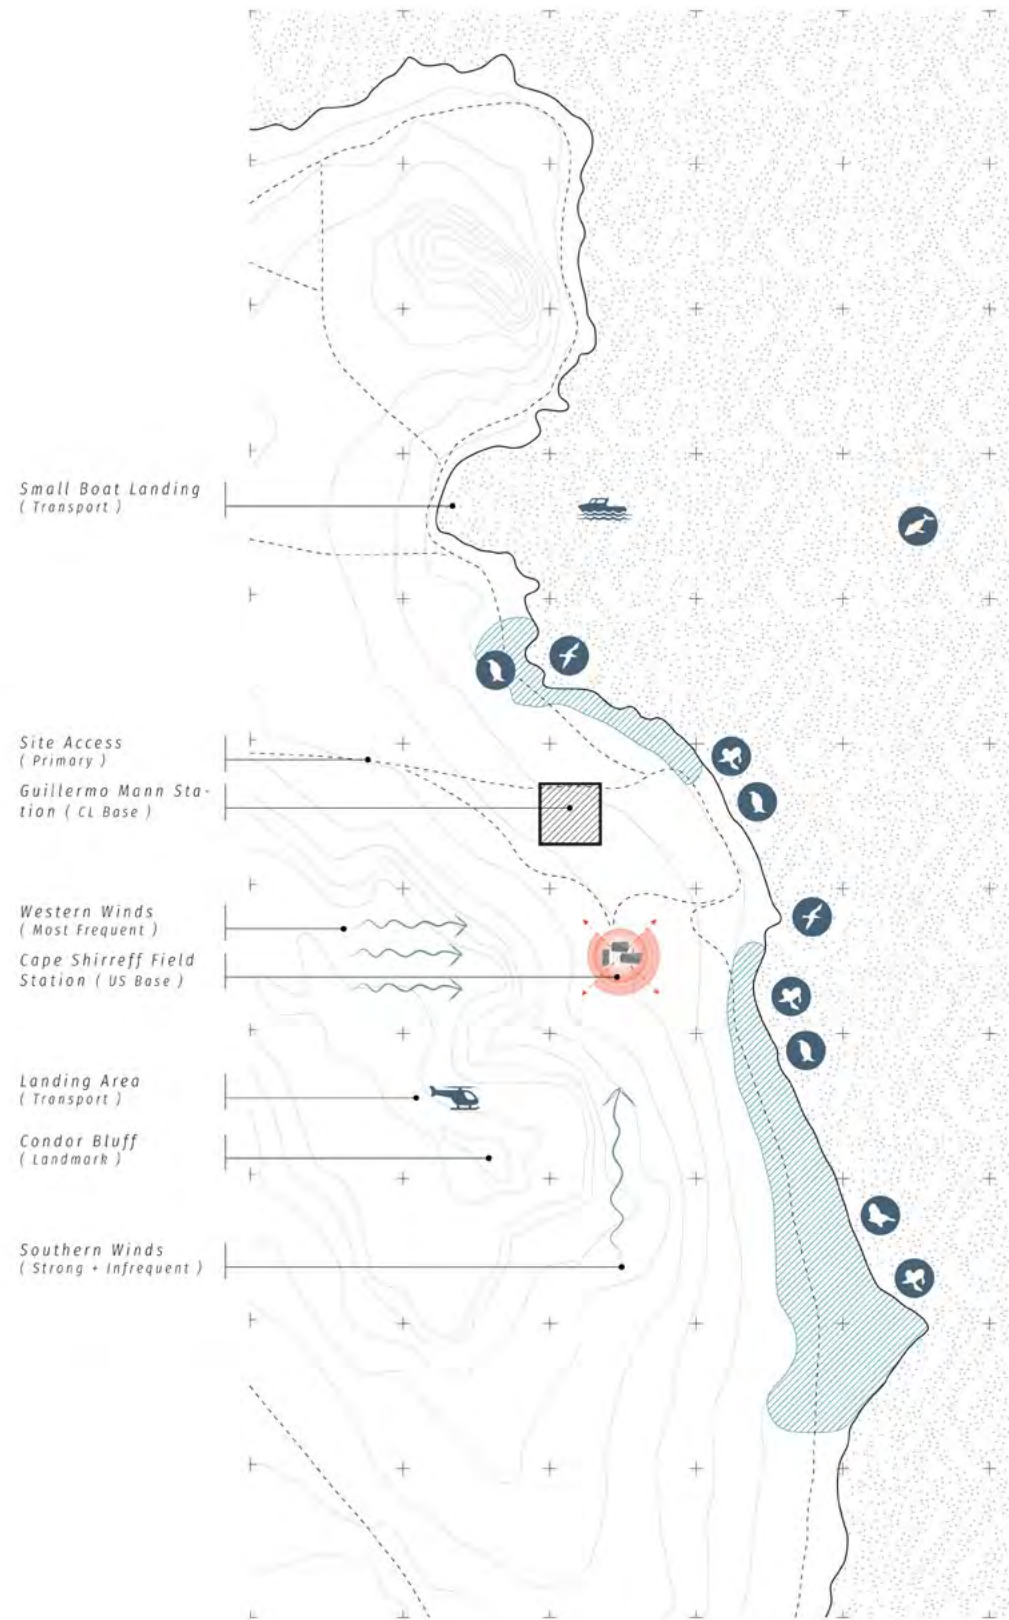 Small Boat Landing
( Transport )
Site Access
( Primary )
Guillermo Mann Sta-
tion ( CL Base )
Western Winds
( Most Frequent )
Cape Shirreff Field
Station ( US Base )
Landing Area
( Transport )
Condor Bluff
( Landmark )
Southern Winds
( Strong + Infrequent )